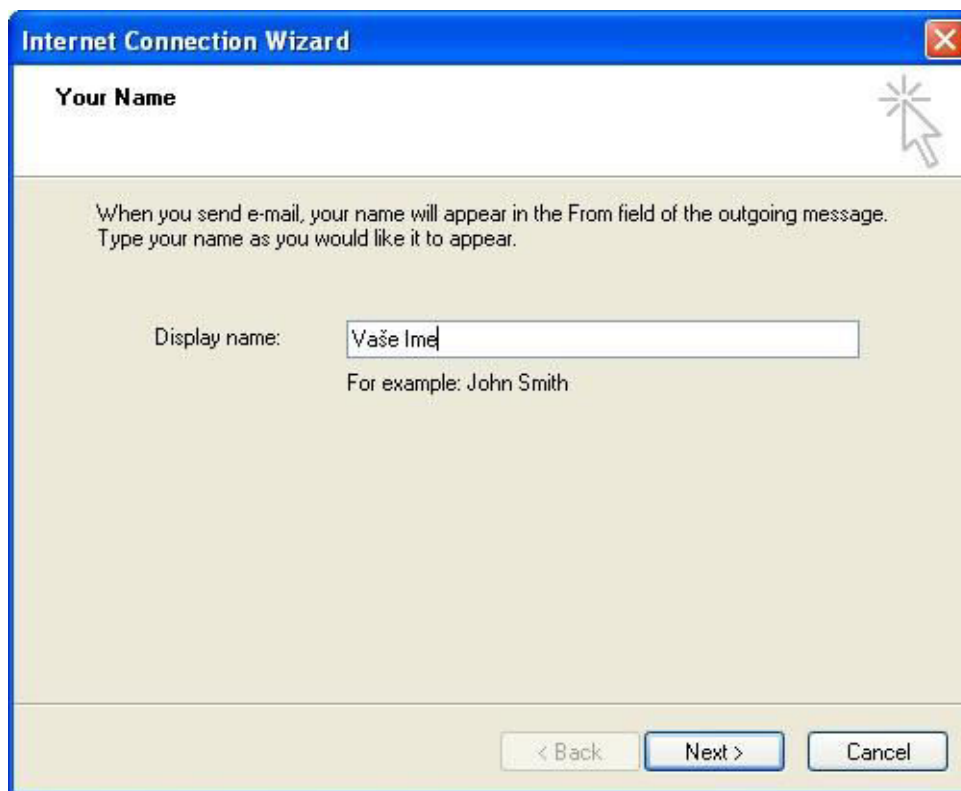 Internet Connection Wizard
Your Name
When you send e-mail, your name will appear in the From field of the outgoing message.
Type your name as you would like it to appear.
Display name: Vaše Ime
For example: John Smith
< Back Next > Cancel